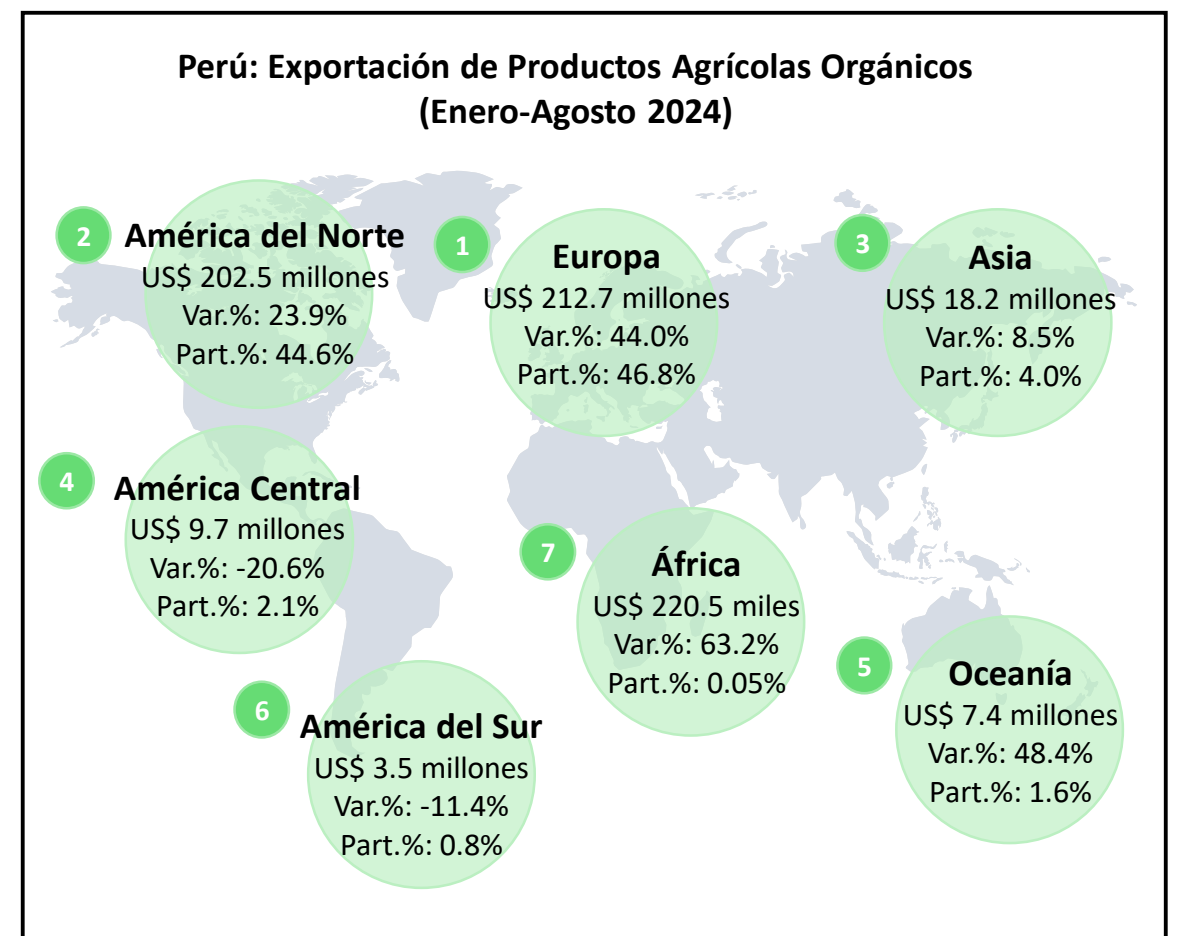 Perú: Exportación de Productos Agrícolas Orgánicos
(Enero-Agosto 2024)
2
América del Norte
US$ 202.5 millones
Var.%: 23.9%
Part.%: 44.6%
1
Europa
US$ 212.7 millones
Var.%: 44.0%
Part.%: 46.8%
3
Asia
US$ 18.2 millones
Var.%: 8.5%
Part.%: 4.0%
4
América Central
US$ 9.7 millones
Var.%: -20.6%
Part.%: 2.1%
7
África
US$ 220.5 miles
Var.%: 63.2%
Part.%: 0.05%
5
Oceanía
US$ 7.4 millones
Var.%: 48.4%
Part.%: 1.6%
6
América del Sur
US$ 3.5 millones
Var.%: -11.4%
Part.%: 0.8%